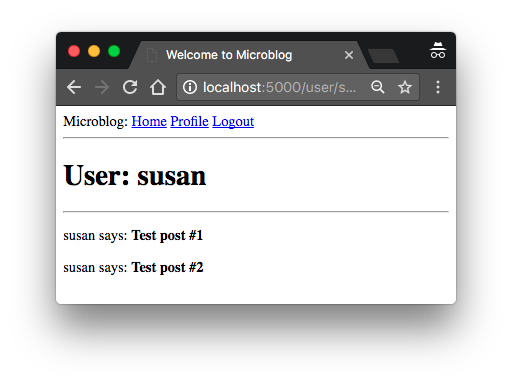 Welcome to Microblog
localhost:5000/user/s...
Microblog: Home Profile Logout
User: susan
susan says: Test post #1
susan says: Test post #2